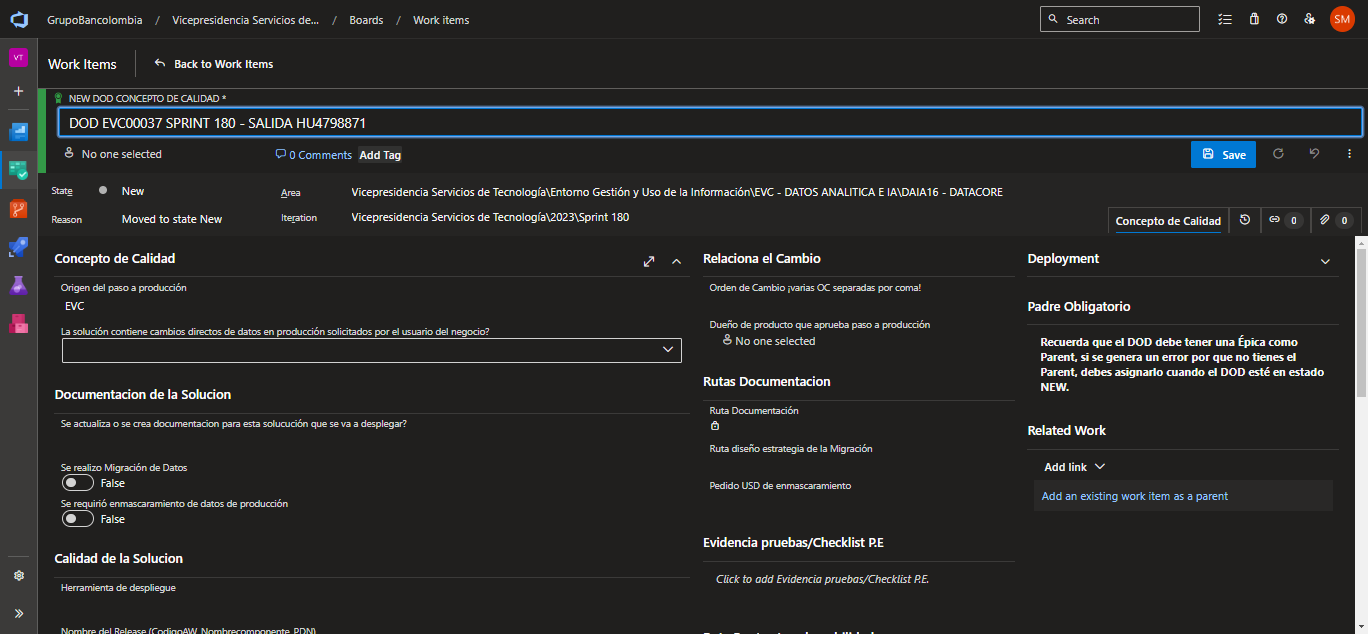 GrupoBancolombia / Vicepresidencia Servicios de... / Boards / Work items
Search
SM
VT
Work Items
Back to Work Items
NEW DOD CONCEPTO DE CALIDAD *
DOD EVC00037 SPRINT 180 - SALIDA HU4798871
No one selected
0 Comments
Add Tag
Save
State
New
Area
Vicepresidencia Servicios de Tecnología\Entorno Gestión y Uso de la Información\EVC - DATOS ANALITICA E IA\DAIA16 - DATACORE
Reason
Moved to state New
Iteration
Vicepresidencia Servicios de Tecnología\2023\Sprint 180
Concepto de Calidad
0
0
Concepto de Calidad
Origen del paso a producción
EVC
La solución contiene cambios directos de datos en producción solicitados por el usuario del negocio?
Documentacion de la Solucion
Se actualiza o se crea documentacion para esta solucución que se va a desplegar?
Se realizo Migración de Datos
False
Se requirió enmascaramiento de datos de producción
False
Calidad de la Solucion
Herramienta de despliegue
Nombre del Release (CodigoAW_Nombrecomponente_PDN)
Relaciona el Cambio
Orden de Cambio ¡varias OC separadas por coma!
Dueño de producto que aprueba paso a producción
No one selected
Rutas Documentacion
Ruta Documentación
Ruta diseño estrategia de la Migración
Pedido USD de enmascaramiento
Evidencia pruebas/Checklist P.E
Click to add Evidencia pruebas/Checklist P.E.
Deployment
Padre Obligatorio
Recuerda que el DOD debe tener una Épica como
Parent, si se genera un error por que no tienes el
Parent, debes asignarlo cuando el DOD esté en estado
NEW.
Related Work
Add link
Add an existing work item as a parent